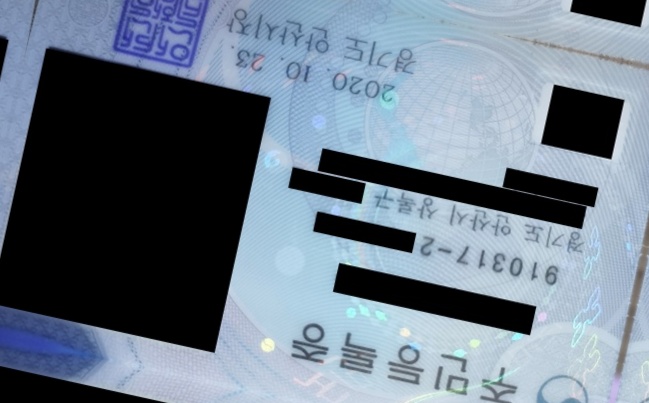 주민등록증
910317-2
경기도 안산시 상록구
2020. 10. 23.
경기도 안산시장